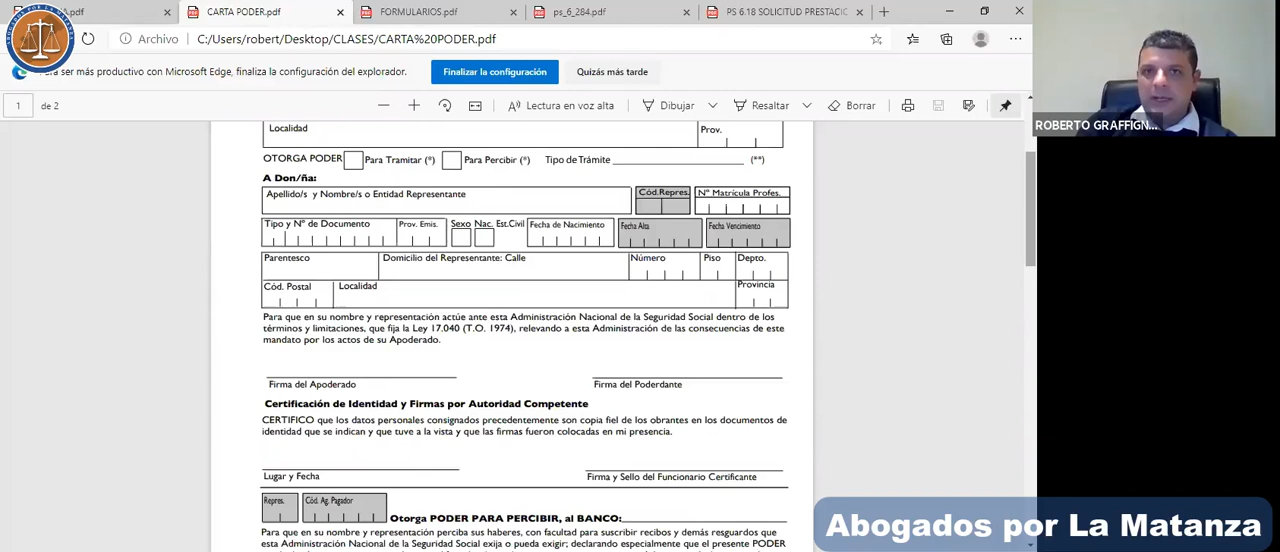 A.pdf
CARTA PODER.pdf
FORMULARIOS.pdf
ps_6_284.pdf
PS 6.18 SOLICITUD PRESTACIO
ABOGADOS POR LA MATANZA
Archivo C:/Users/robert/Desktop/CLASES/CARTA%20PODER.pdf
ara ser más productivo con Microsoft Edge, finaliza la configuración del explorador.
Finalizar la configuración
Quizás más tarde
1 de 2
Lectura en voz alta
Dibujar
Resaltar
Borrar
ROBERTO GRAFFIGN...
Localidad
Prov.
OTORGA PODER Para Tramitar (*) Para Percibir (*) Tipo de Trámite (**)
A Don/ña:
Apellido/s y Nombre/s o Entidad Representante
Cód.Repres.
Nº Matrícula Profes.
Tipo y Nº de Documento
Prov. Emis.
Sexo Nac. Est.Civil
Fecha de Nacimiento
Fecha Alta
Fecha Vencimiento
Parentesco
Domicilio del Representante: Calle
Número
Piso
Depto.
Cód. Postal
Localidad
Provincia
Para que en su nombre y representación actúe ante esta Administración Nacional de la Seguridad Social dentro de los
términos y limitaciones, que fija la Ley 17.040 (T.O. 1974), relevando a esta Administración de las consecuencias de este
mandato por los actos de su Apoderado.
Firma del Apoderado
Firma del Poderdante
Certificación de Identidad y Firmas por Autoridad Competente
CERTIFICO que los datos personales consignados precedentemente son copia fiel de los obrantes en los documentos de
identidad que se indican y que tuve a la vista y que las firmas fueron colocadas en mi presencia.
Lugar y Fecha
Firma y Sello del Funcionario Certificante
Repres.
Cód. Ag. Pagador
Otorga PODER PARA PERCIBIR, al BANCO:
Para que en su nombre y representación perciba sus haberes, con facultad para suscribir recibos y demás resguardos que
esta Administración Nacional de la Seguridad Social exija o pueda exigir; declarando especialmente que el presente PODER
Abogados por La Matanza